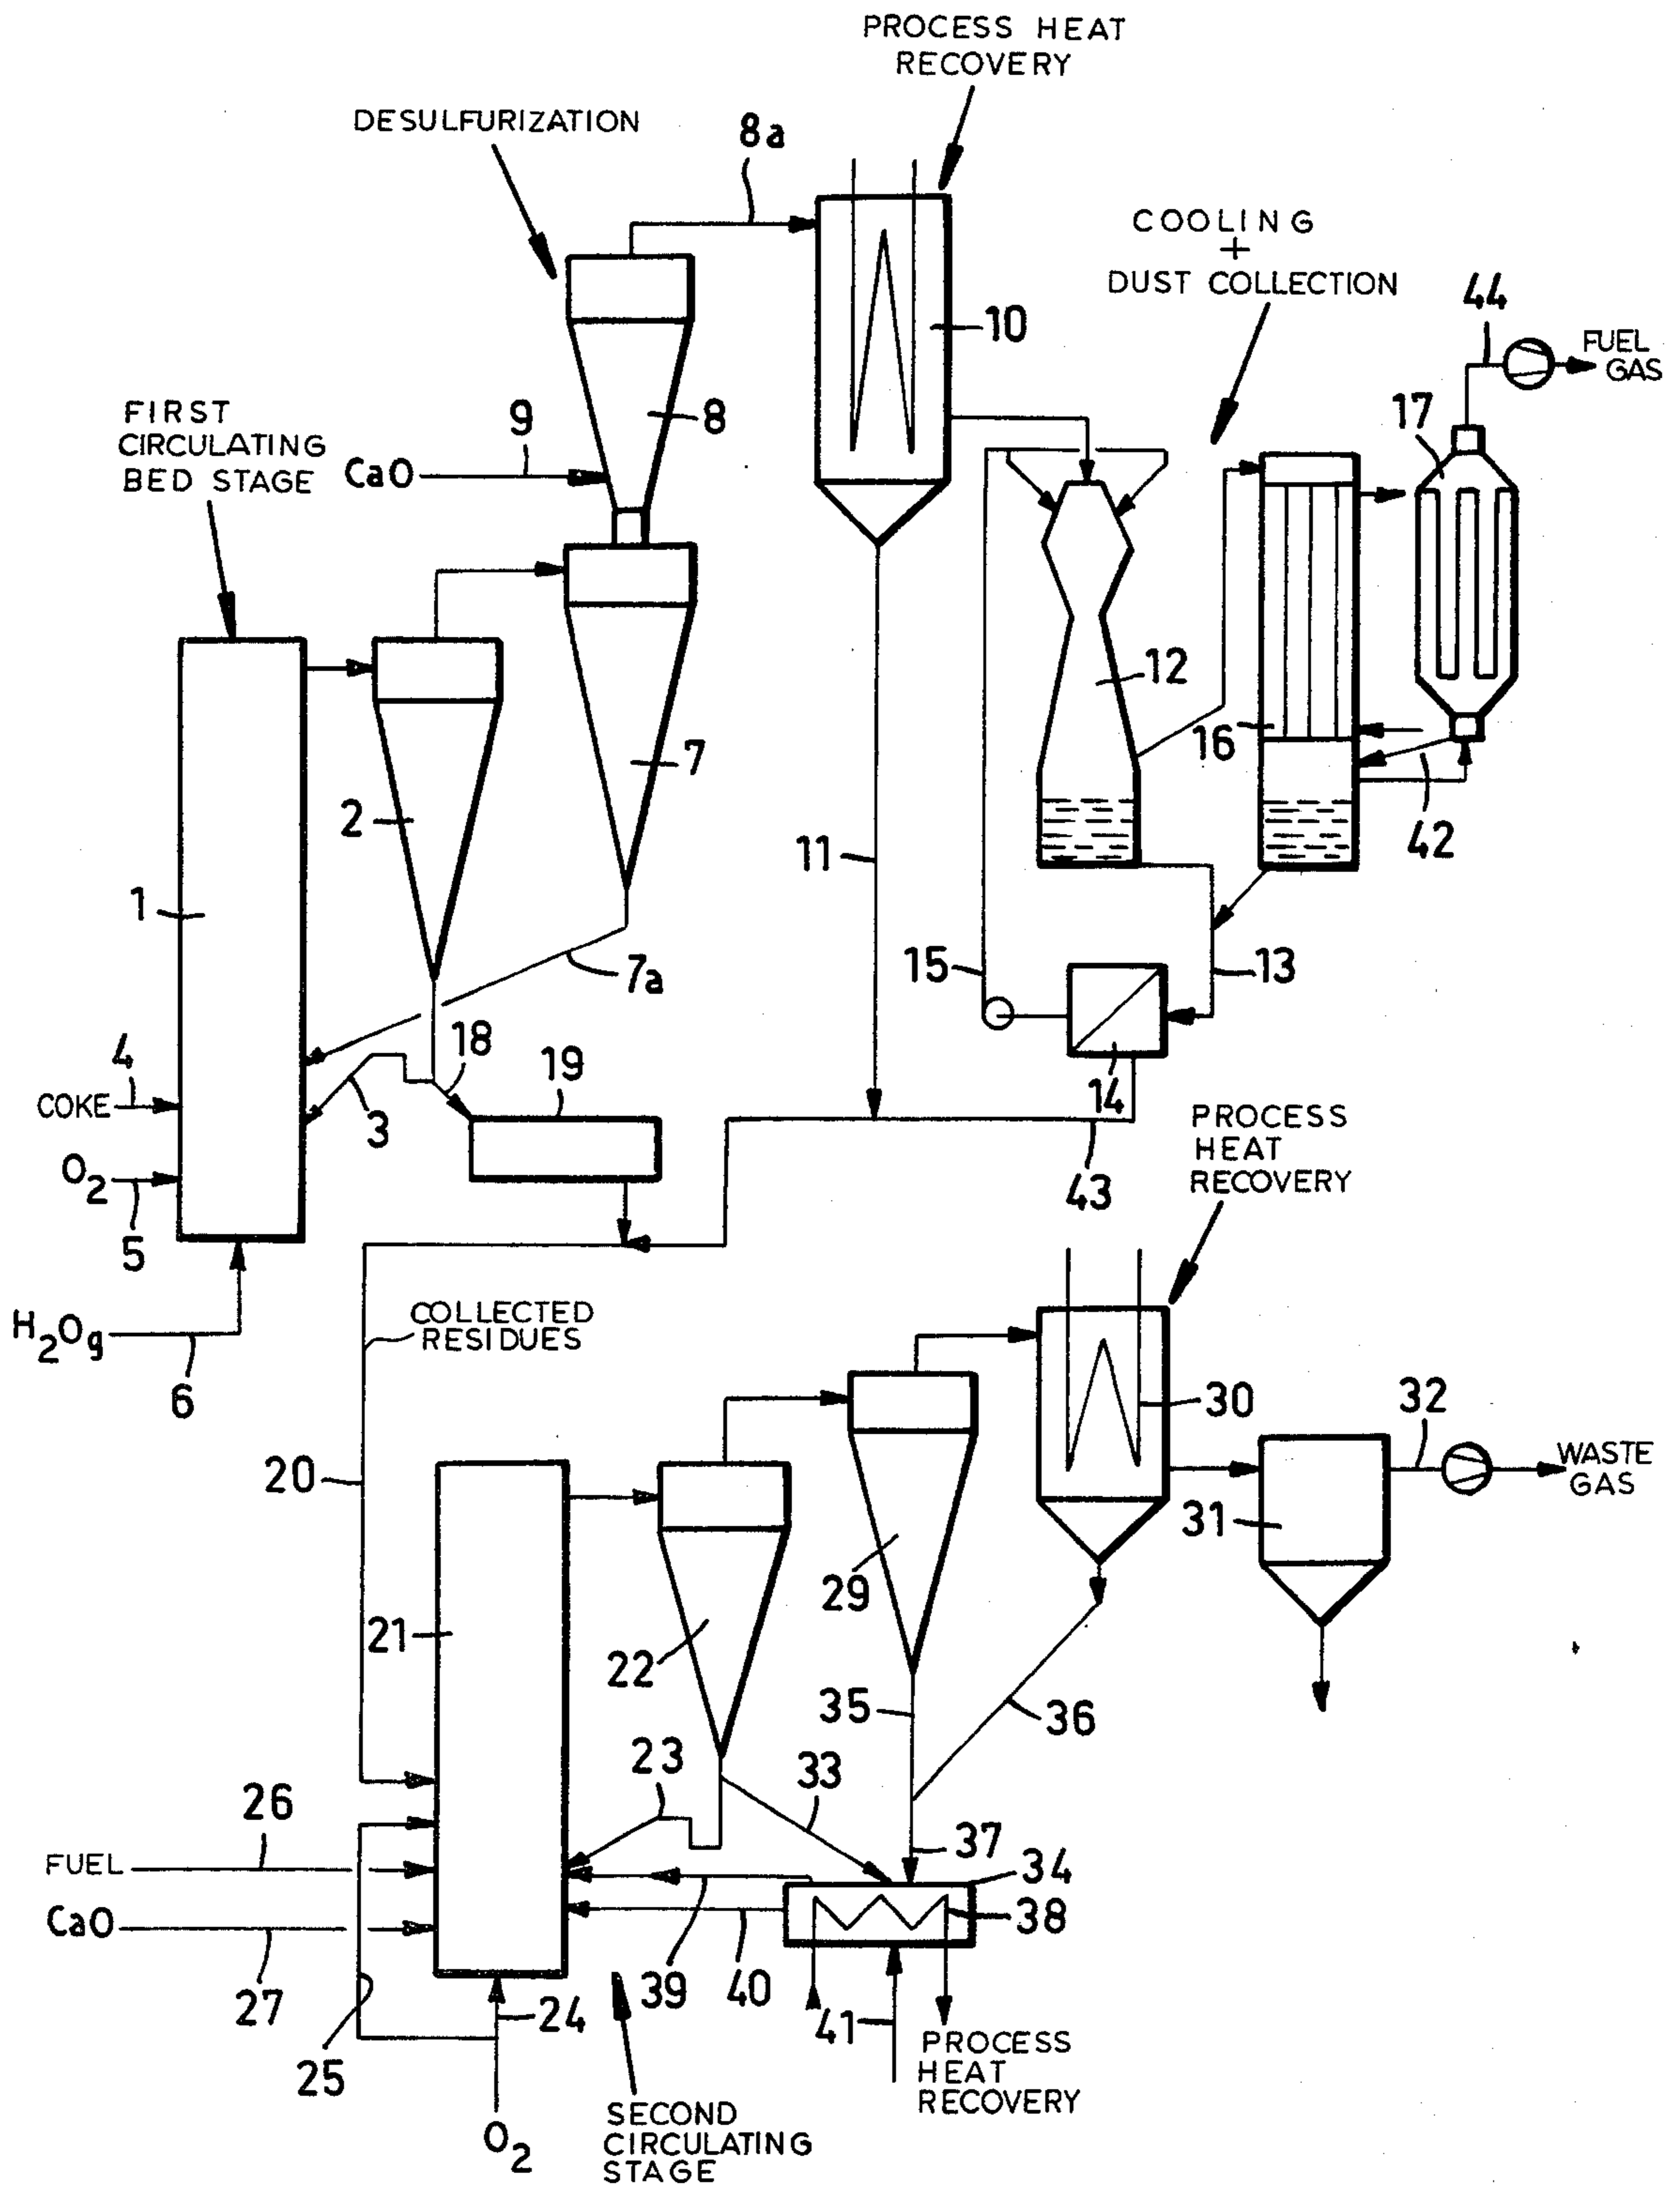 PROCESS HEAT
RECOVERY
DESULFURIZATION
8a
COOLING
+
DUST COLLECTION
44
FUEL
GAS
10
17
FIRST
CIRCULATING
BED STAGE
9
8
CaO
12
16
7
2
42
11
1
15
13
7a
18
19
4
14
COKE
3
PROCESS
HEAT
RECOVERY
O2
43
5
COLLECTED
RESIDUES
H2Og
6
30
32
WASTE
GAS
20
31
29
21
22
35
36
23
33
26
37
34
FUEL
CaO
38
39
40
27
24
41
PROCESS
HEAT
RECOVERY
25
SECOND
CIRCULATING
STAGE
O2